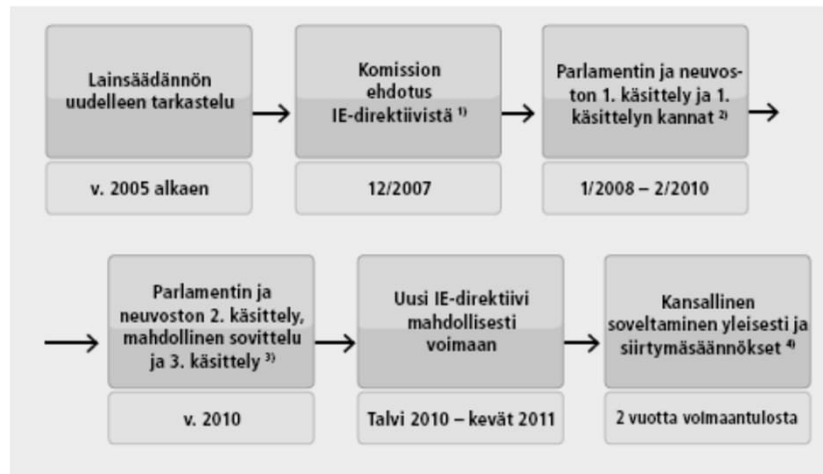 Lainsäädännön
uudelleen tarkastelu
v. 2005 alkaen
Komission
ehdotus
IE-direktiivistä ¹⁾
12/2007
Parlamentin ja neuvos-
ton 1. käsittely ja 1.
käsittelyn kannat ²⁾
1/2008 – 2/2010
Parlamentin ja
neuvoston 2. käsittely,
mahdollinen sovittelu
ja 3. käsittely ³⁾
v. 2010
Uusi IE-direktiivi
mahdollisesti
voimaan
Talvi 2010 – kevät 2011
Kansallinen
soveltaminen yleisesti ja
siirtymäsäännökset ⁴⁾
2 vuotta voimaantulosta